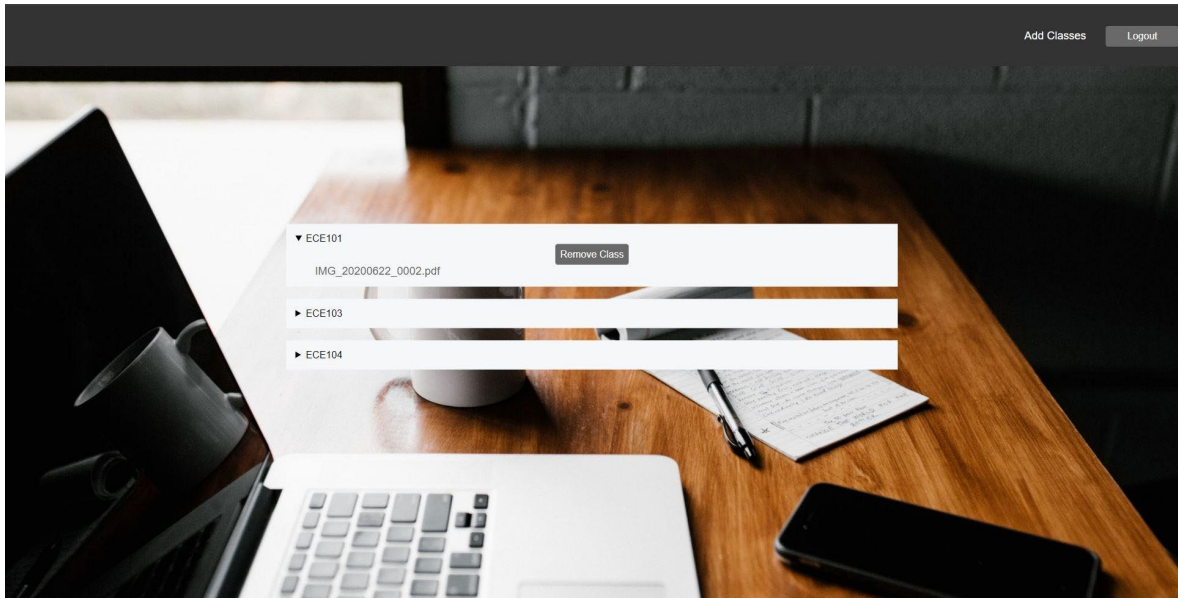 Add Classes
Logout
ECE101
Remove Class
IMG_20200622_0002.pdf
ECE103
ECE104